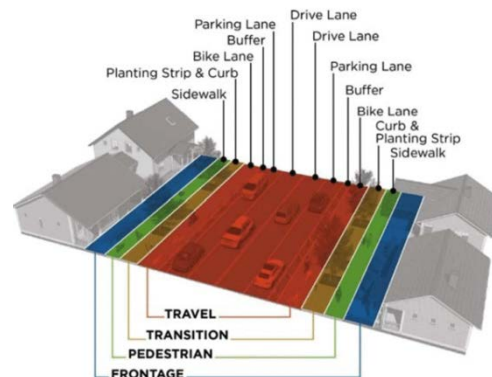 Drive Lane
Parking Lane
Drive Lane
Buffer
Bike Lane
Parking Lane
Planting Strip & Curb
Buffer
Sidewalk
Bike Lane
Curb &
Planting Strip
Sidewalk
TRAVEL
TRANSITION
PEDESTRIAN
FRONTAGE